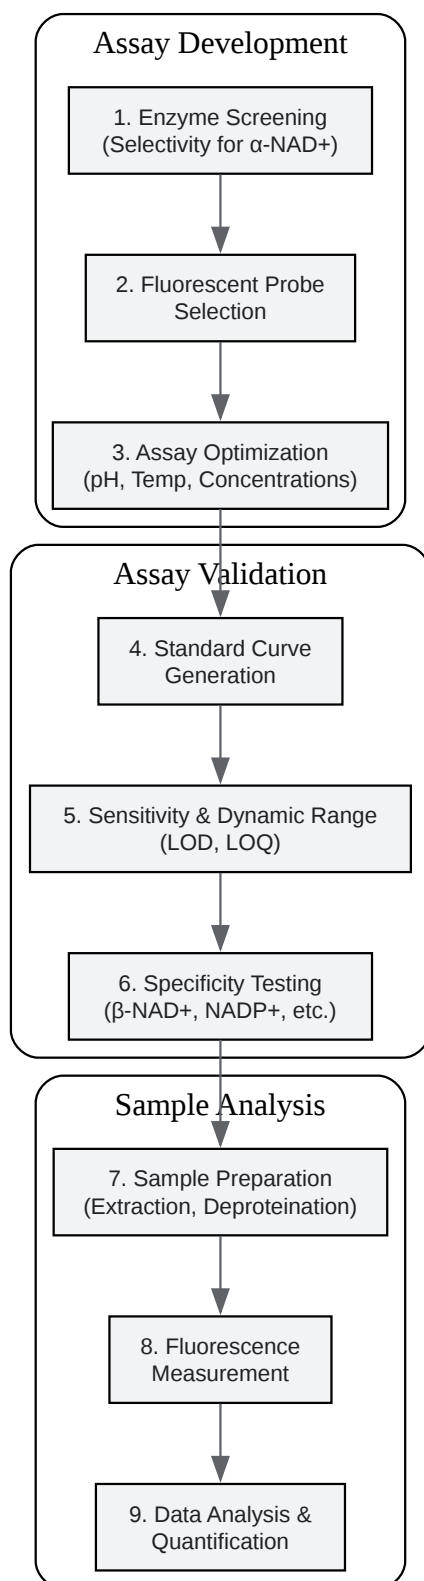 Assay Development
1. Enzyme Screening
(Selectivity for α-NAD+)
2. Fluorescent Probe
Selection
3. Assay Optimization
(pH, Temp, Concentrations)
Assay Validation
4. Standard Curve
Generation
5. Sensitivity & Dynamic Range
(LOD, LOQ)
6. Specificity Testing
(β-NAD+, NADP+, etc.)
Sample Analysis
7. Sample Preparation
(Extraction, Deproteination)
8. Fluorescence
Measurement
9. Data Analysis &
Quantification